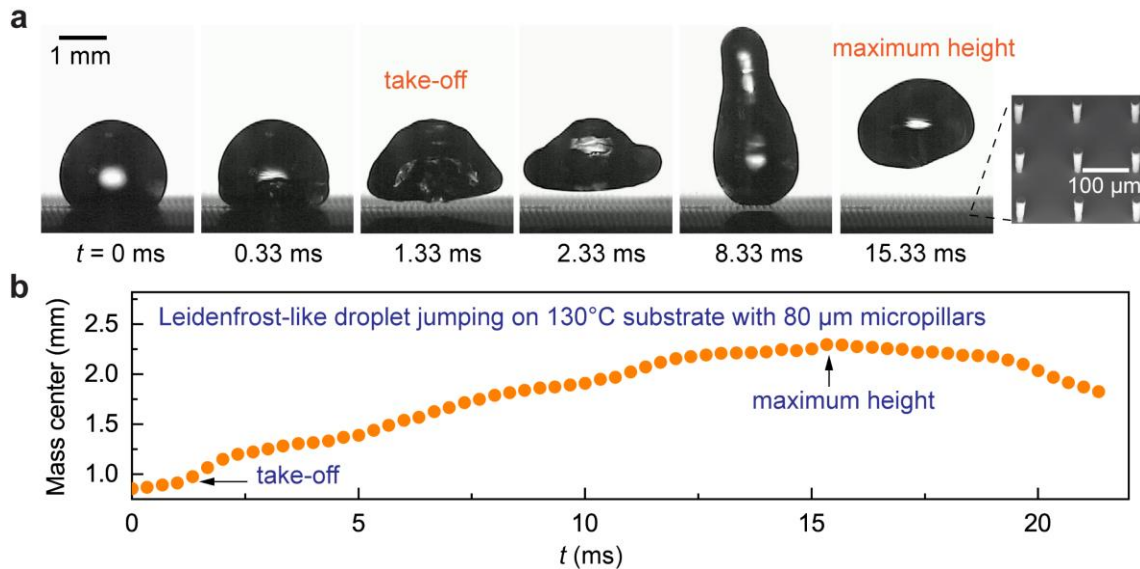 a
1 mm
take-off
maximum height
100 µm
t = 0 ms
0.33 ms
1.33 ms
2.33 ms
8.33 ms
15.33 ms
b
Leidenfrost-like droplet jumping on 130°C substrate with 80 µm micropillars
Mass center (mm)
2.5
2.0
1.5
1.0
take-off
maximum height
0
5
10
15
20
t (ms)